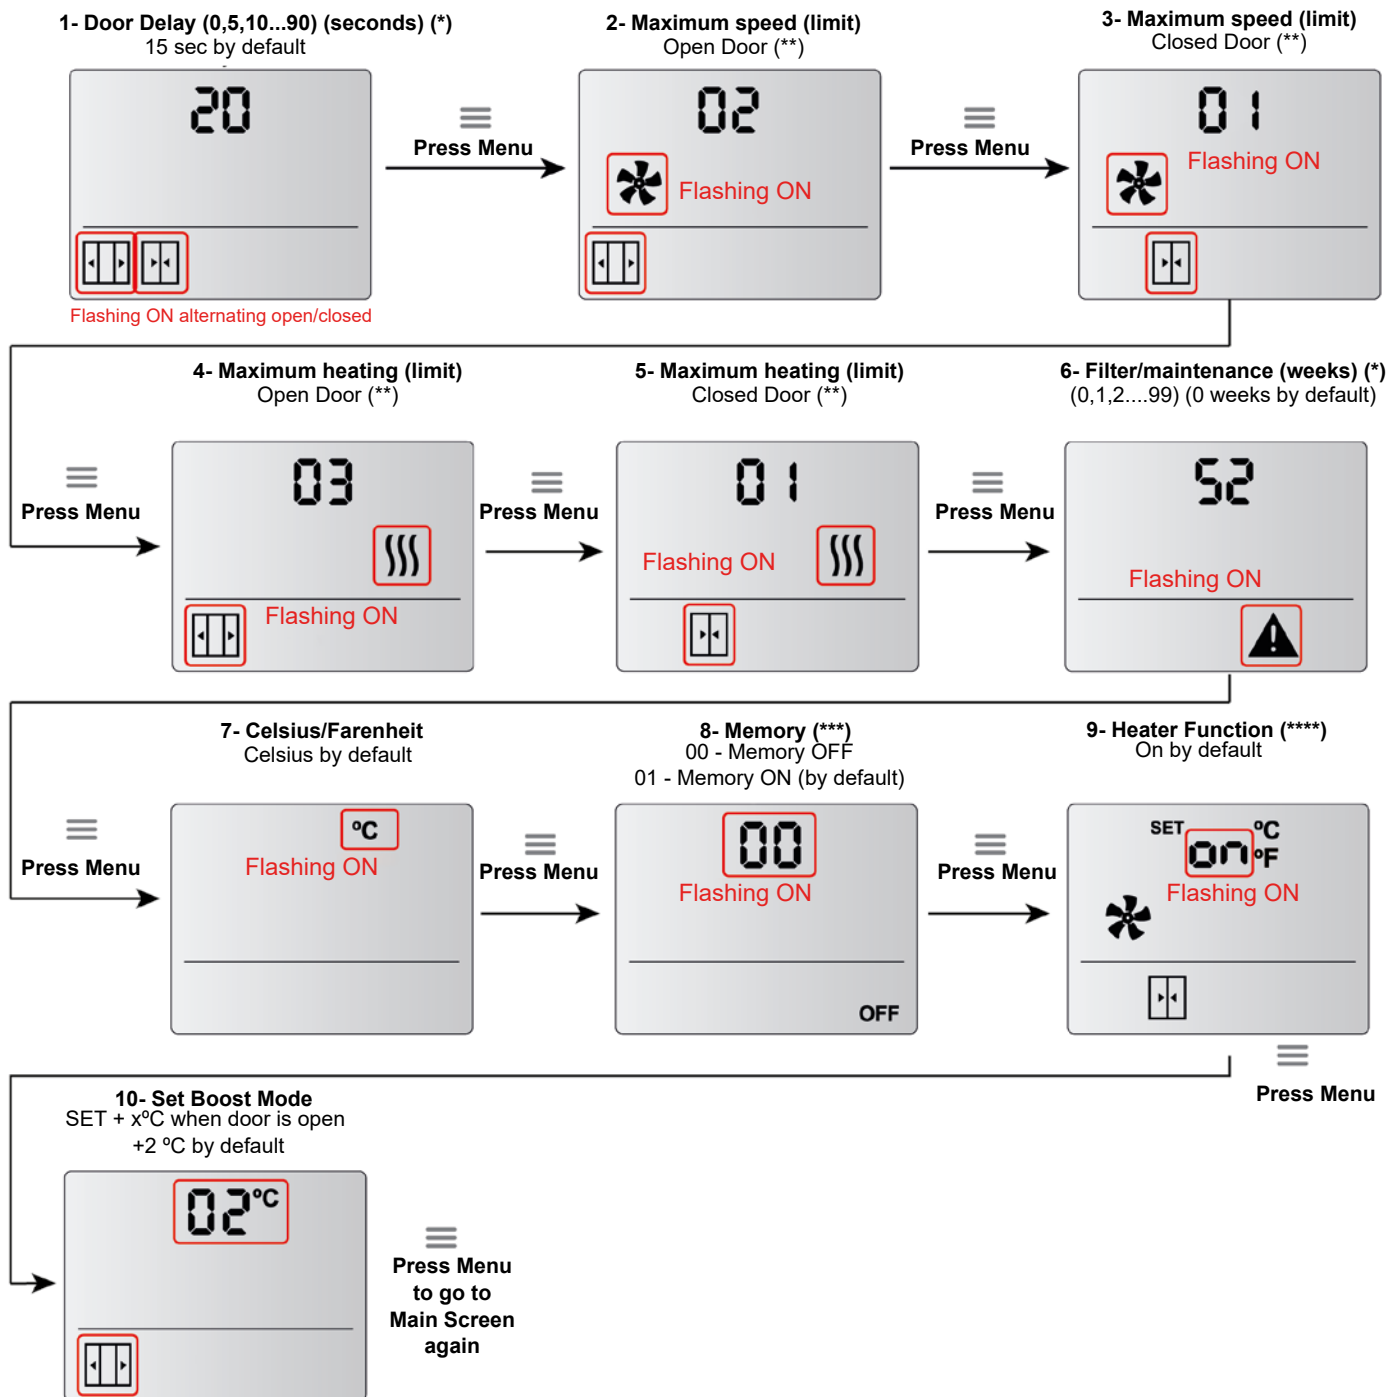 1- Door Delay (0,5,10...90) (seconds) (*)
15 sec by default
20
Flashing ON alternating open/closed
Press Menu
2- Maximum speed (limit)
Open Door (**)
02
Flashing ON
Press Menu
3- Maximum speed (limit)
Closed Door (**)
01
Flashing ON
Press Menu
4- Maximum heating (limit)
Open Door (**)
03
Flashing ON
Press Menu
5- Maximum heating (limit)
Closed Door (**)
01
Flashing ON
Press Menu
6- Filter/maintenance (weeks) (*)
(0,1,2....99) (0 weeks by default)
52
Flashing ON
Press Menu
7- Celsius/Farenheit
Celsius by default
ºC
Flashing ON
Press Menu
8- Memory (***)
00 - Memory OFF
01 - Memory ON (by default)
00
Flashing ON
OFF
Press Menu
9- Heater Function (****)
On by default
SET on ºC
ºF
Flashing ON
Press Menu
10- Set Boost Mode
SET + xºC when door is open
+2 ºC by default
02ºC
Press Menu
to go to
Main Screen
again